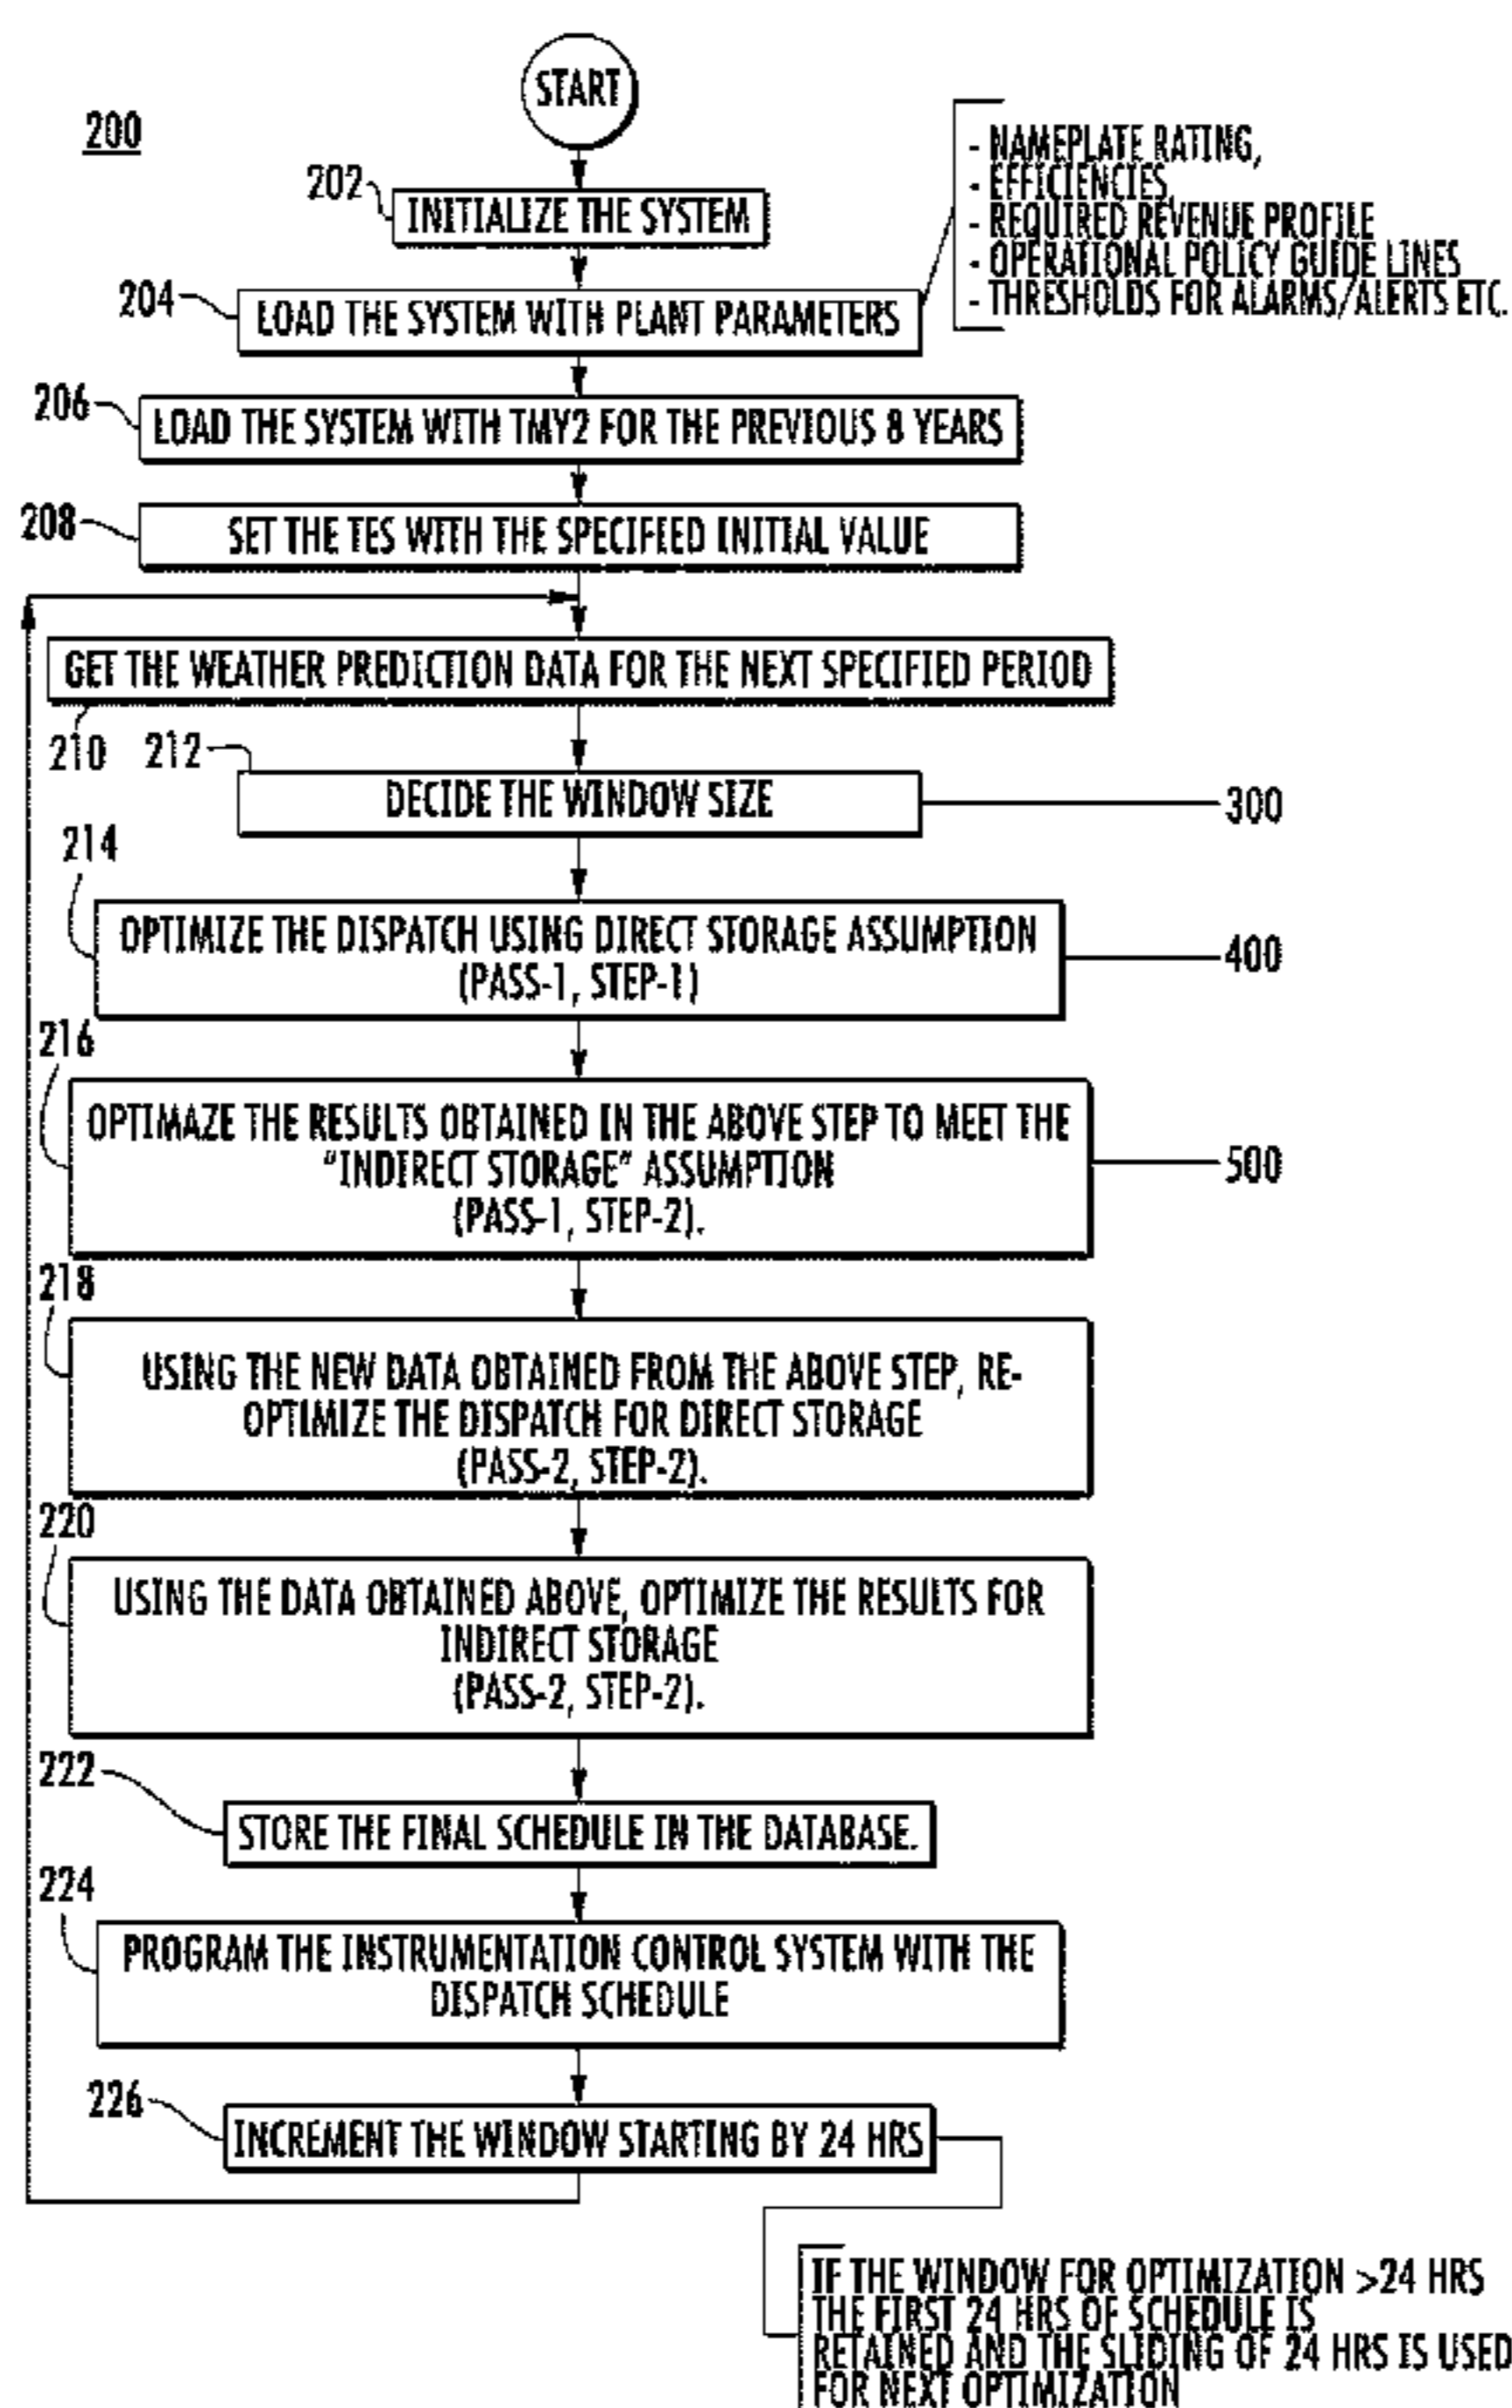 START
200
- NAMEPLATE RATING,
- EFFICIENCIES,
- REQUIRED REVENUE PROFILE
- OPERATIONAL POLICY GUIDE LINES
- THRESHOLDS FOR ALARMS/ALERTS ETC.
202
INITIALIZE THE SYSTEM
204
LOAD THE SYSTEM WITH PLANT PARAMETERS
206
LOAD THE SYSTEM WITH TMY2 FOR THE PREVIOUS 8 YEARS
208
SET THE TES WITH THE SPECIFIED INITIAL VALUE
GET THE WEATHER PREDICTION DATA FOR THE NEXT SPECIFIED PERIOD
210
212
DECIDE THE WINDOW SIZE
300
214
OPTIMIZE THE DISPATCH USING DIRECT STORAGE ASSUMPTION
(PASS-1, STEP-1)
400
216
OPTIMAZE THE RESULTS OBTAINED IN THE ABOVE STEP TO MEET THE
"INDIRECT STORAGE" ASSUMPTION
(PASS-1, STEP-2).
500
218
USING THE NEW DATA OBTAINED FROM THE ABOVE STEP, RE-
OPTIMIZE THE DISPATCH FOR DIRECT STORAGE
(PASS-2, STEP-2).
220
USING THE DATA OBTAINED ABOVE, OPTIMIZE THE RESULTS FOR
INDIRECT STORAGE
(PASS-2, STEP-2).
222
STORE THE FINAL SCHEDULE IN THE DATABASE.
224
PROGRAM THE INSTRUMENTATION CONTROL SYSTEM WITH THE
DISPATCH SCHEDULE
226
INCREMENT THE WINDOW STARTING BY 24 HRS
IF THE WINDOW FOR OPTIMIZATION >24 HRS
THE FIRST 24 HRS OF SCHEDULE IS
RETAINED AND THE SLIDING OF 24 HRS IS USED
FOR NEXT OPTIMIZATION